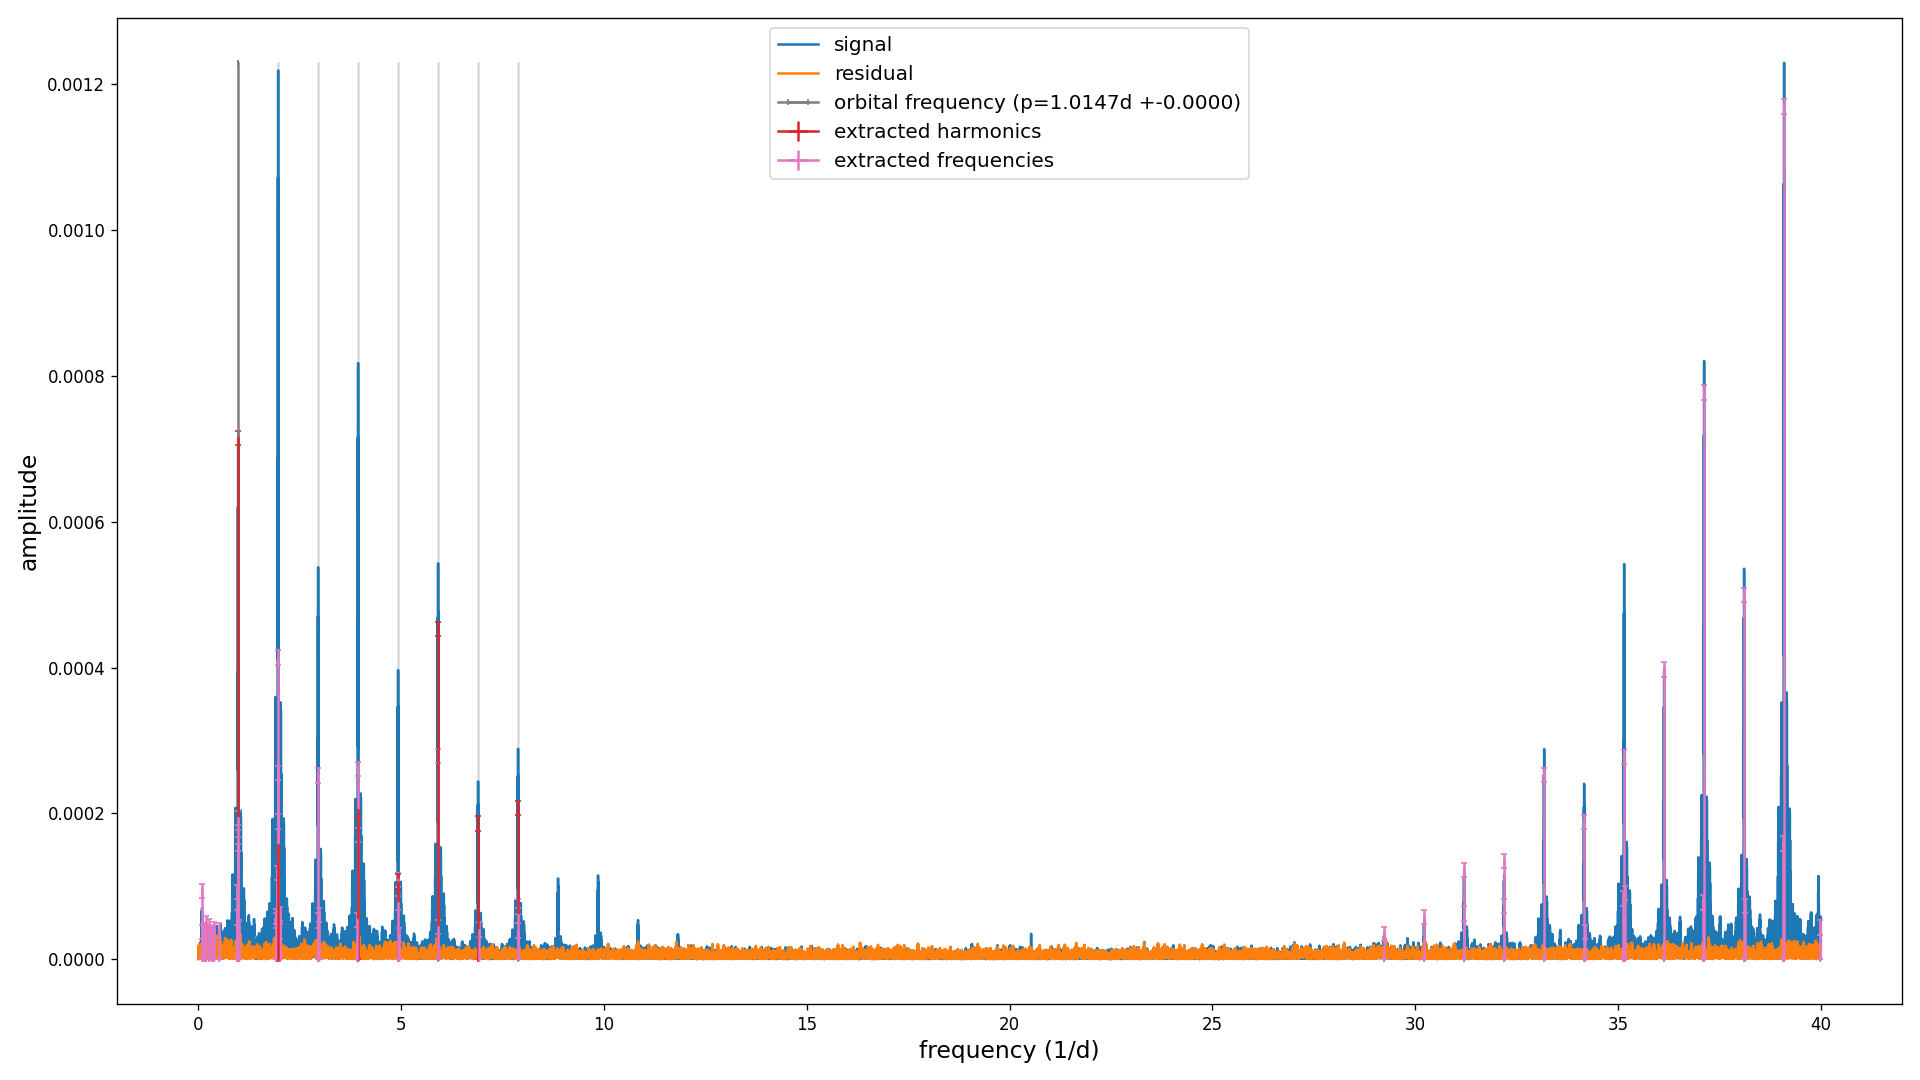 signal
residual
orbital frequency (p=1.0147d +-0.0000)
extracted harmonics
extracted frequencies
amplitude
0.0012
0.0010
0.0008
0.0006
0.0004
0.0002
0.0000
0 5 10 15 20 25 30 35 40
frequency (1/d)